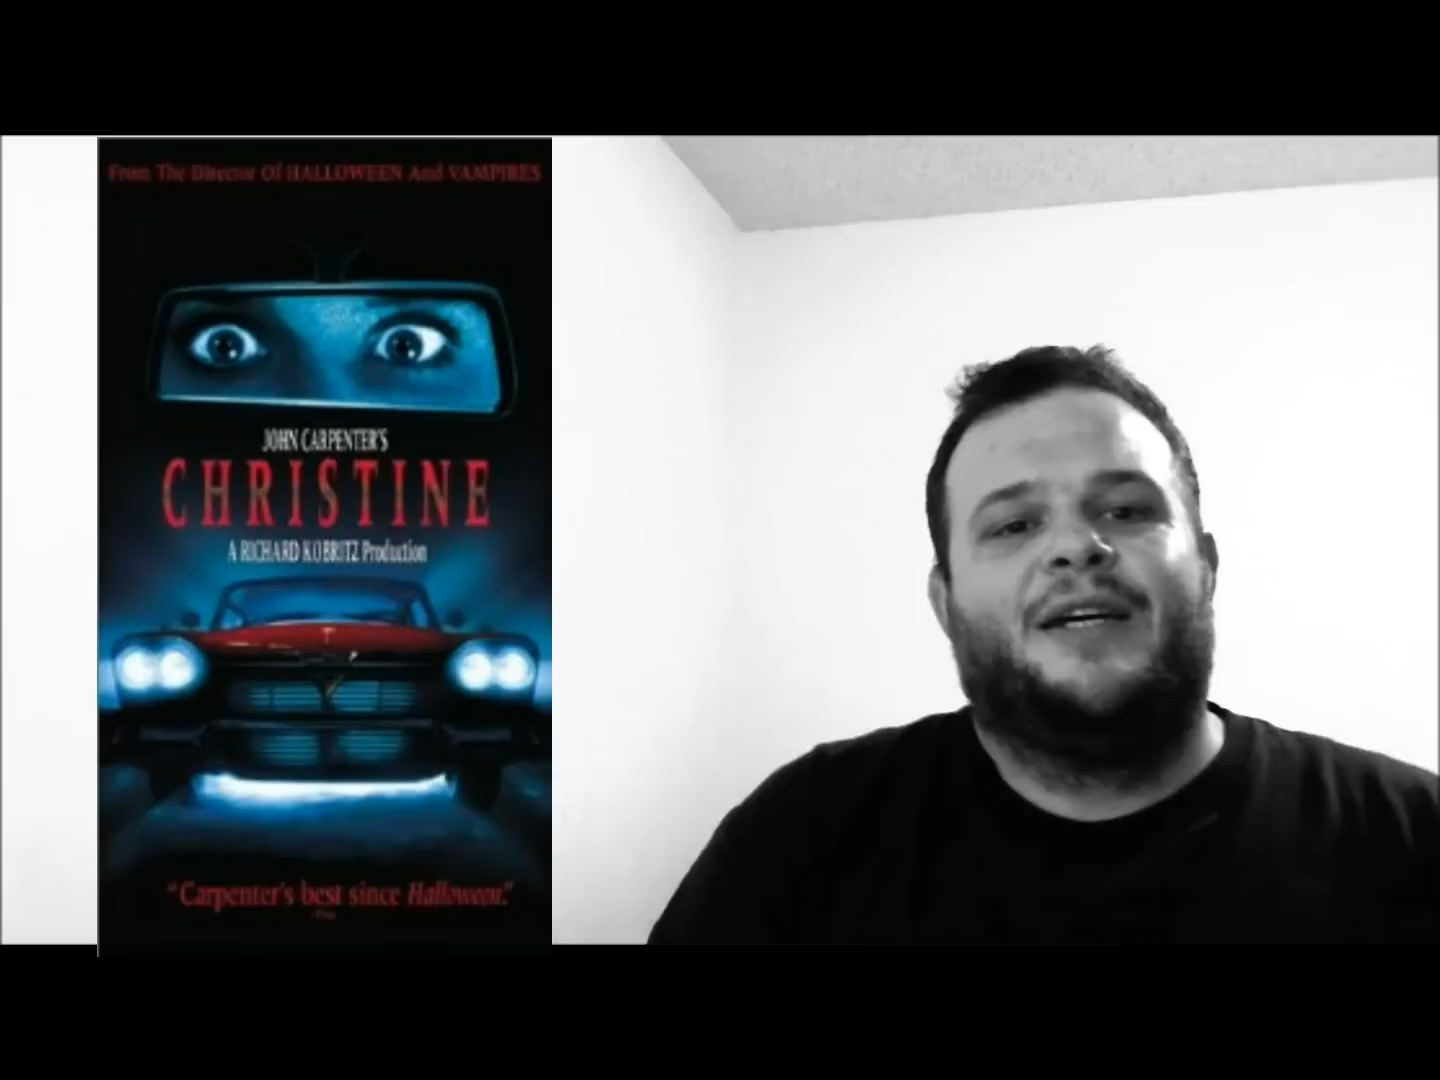 From The Director Of HALLOWEEN And VAMPIRES
JOHN CARPENTER'S
CHRISTINE
A RICHARD KOBRITZ Production
"Carpenter's best since Halloween."